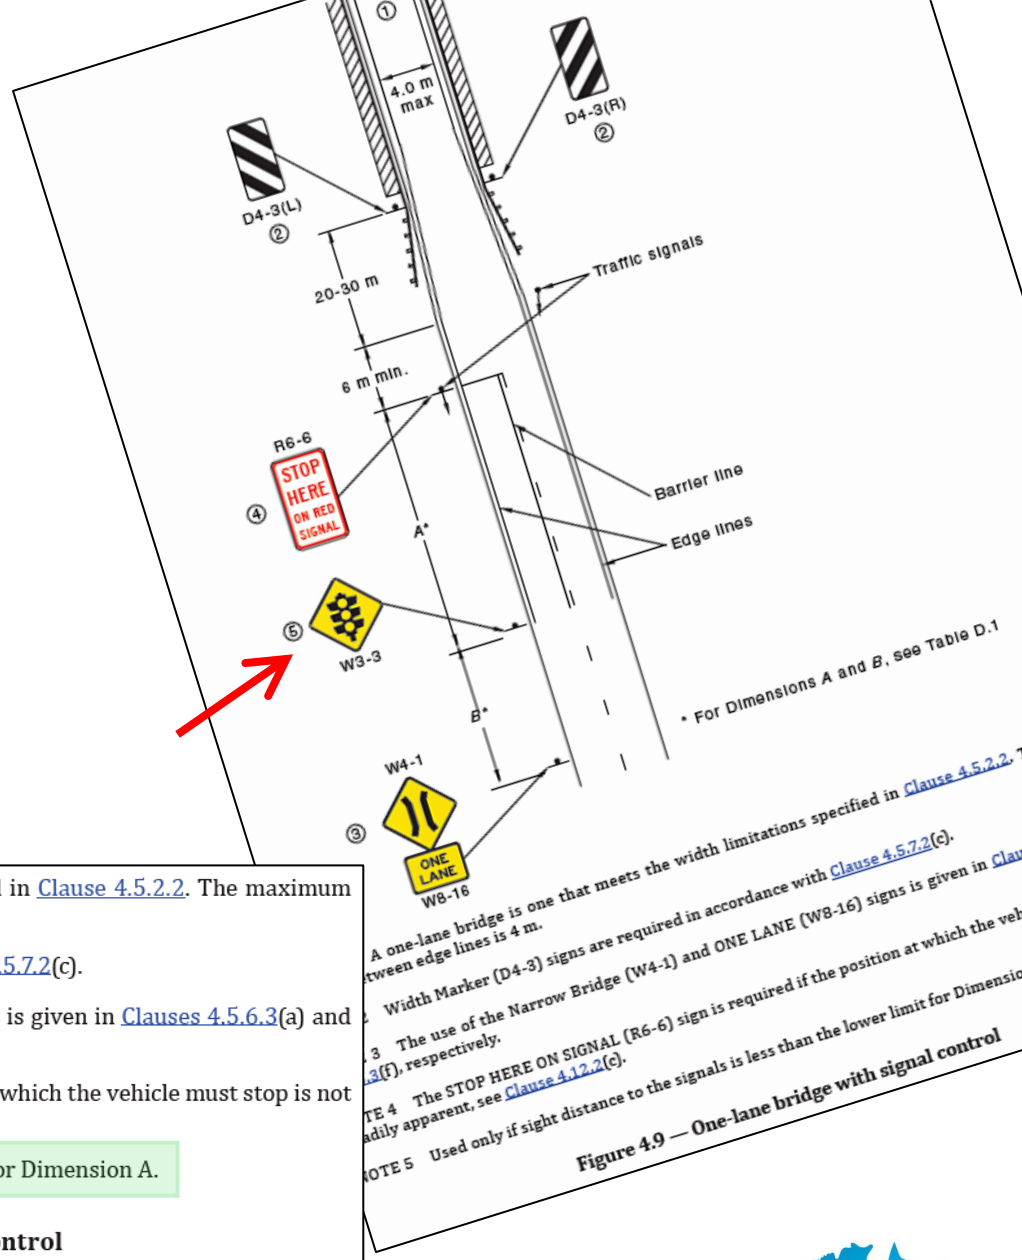 ①
4.0 m
max
D4-3(R)
②
D4-3(L)
②
Traffic signals
20-30 m
6 m min.
R6-6
STOP
HERE
ON RED
SIGNAL
④
Barrier line
A*
Edge lines
⑤
W3-3
* For Dimensions A and B, see Table D.1
B*
W4-1
③
ONE
LANE
W8-16
A one-lane bridge is one that meets the width limitations specified in Clause 4.5.2.2.
tween edge lines is 4 m.
Width Marker (D4-3) signs are required in accordance with Clause 4.5.7.2(c).
3 The use of the Narrow Bridge (W4-1) and ONE LANE (W8-16) signs is given in Clau
.3(f), respectively.
TE 4 The STOP HERE ON SIGNAL (R6-6) sign is required if the position at which the veh
adily apparent, see Clause 4.12.2(c).
NOTE 5 Used only if sight distance to the signals is less than the lower limit for Dimensio
Figure 4.9 — One-lane bridge with signal control
in Clause 4.5.2.2. The maximum
5.7.2(c).
is given in Clauses 4.5.6.3(a) and
which the vehicle must stop is not
or Dimension A.
ntrol